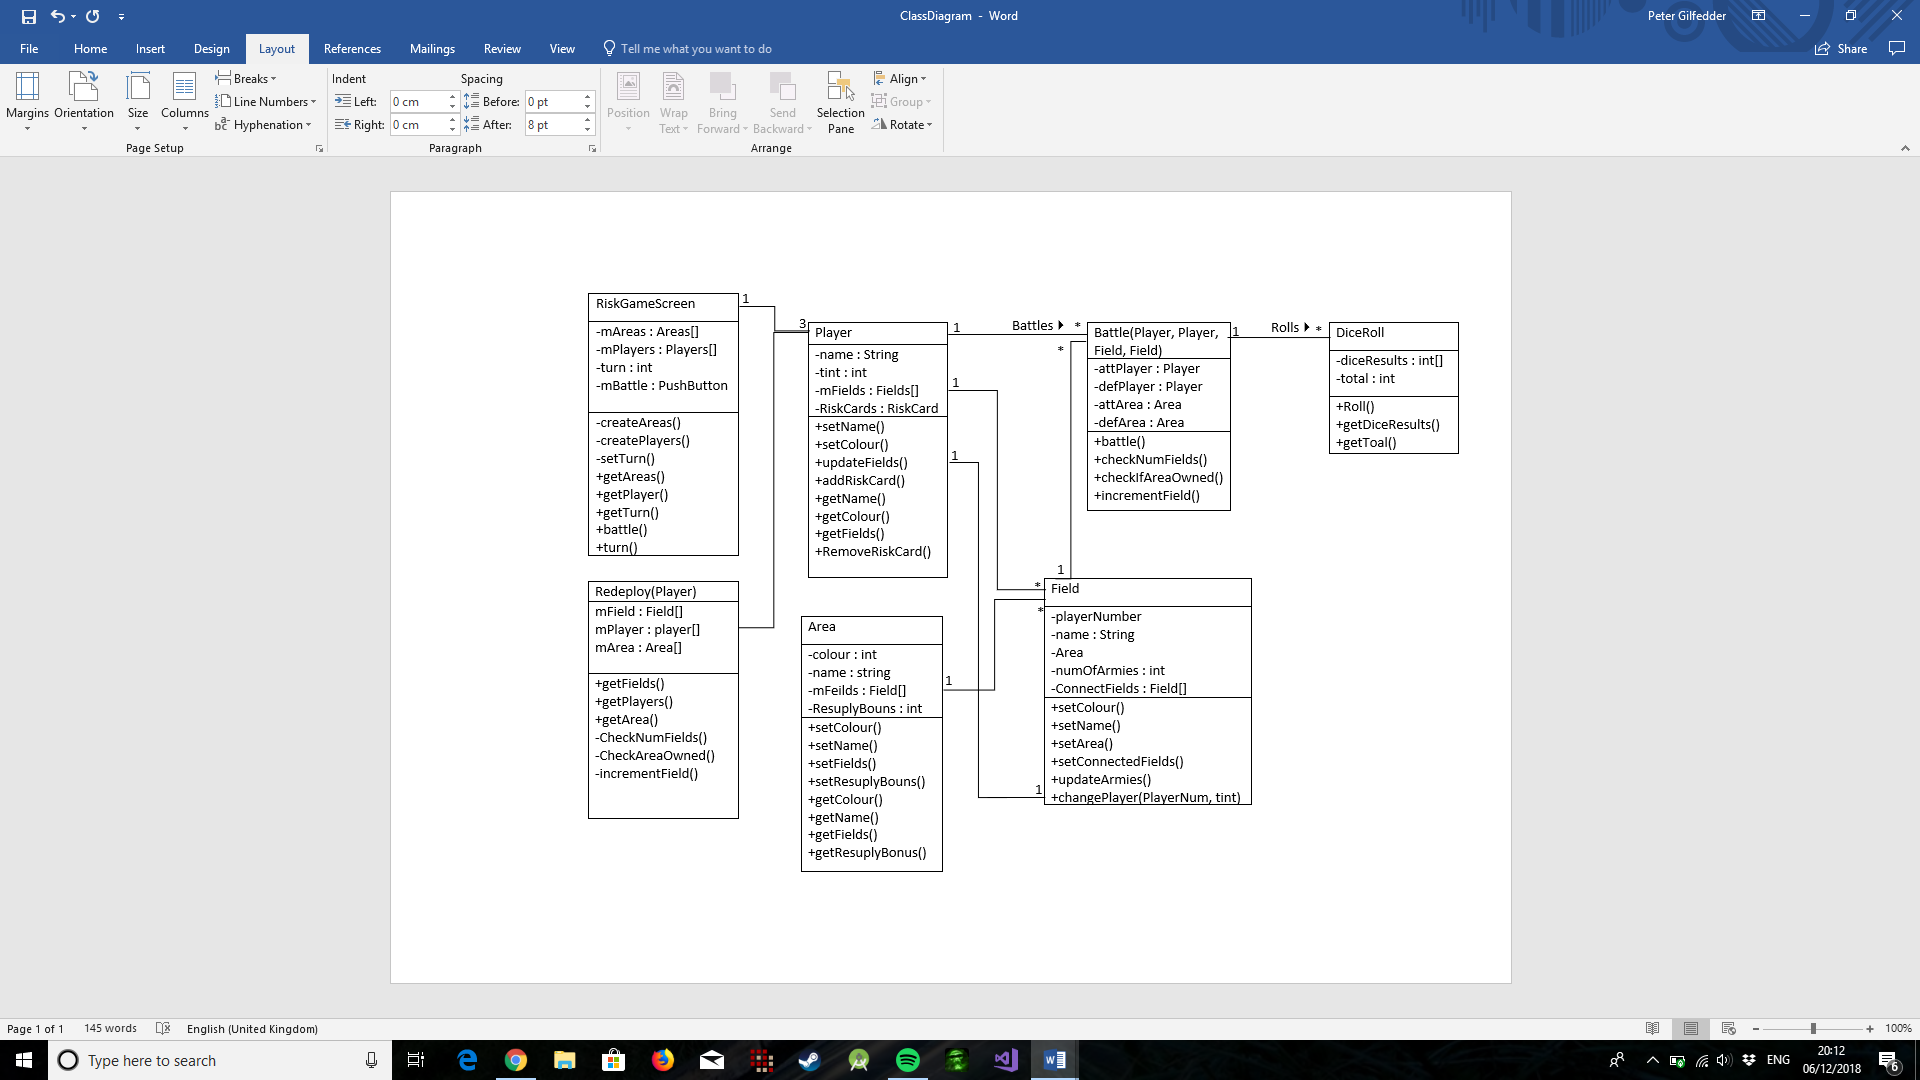 ClassDiagram - Word
Peter Gilfedder
File Home Insert Design Layout References Mailings Review View Tell me what you want to do
Share
Margins
Orientation
Size
Columns
Breaks
Line Numbers
Hyphenation
Page Setup
Indent
Left: 0 cm
Right: 0 cm
Spacing
Before: 0 pt
After: 8 pt
Paragraph
Position
Wrap Text
Bring Forward
Send Backward
Selection Pane
Align
Group
Rotate
Arrange
RiskGameScreen
-mAreas : Areas[]
-mPlayers : Players[]
-turn : int
-mBattle : PushButton
-createAreas()
-createPlayers()
-setTurn()
+getAreas()
+getPlayer()
+getTurn()
+battle()
+turn()
1
3
Player
-name : String
-tint : int
-mFields : Fields[]
-RiskCards : RiskCard
+setName()
+setColour()
+updateFields()
+addRiskCard()
+getName()
+getColour()
+getFields()
+RemoveRiskCard()
1
Battles *
1
1
*
Battle(Player, Player,
Field, Field)
-attPlayer : Player
-defPlayer : Player
-attArea : Area
-defArea : Area
+battle()
+checkNumFields()
+checkIfAreaOwned()
+incrementField()
1
Rolls *
DiceRoll
-diceResults : int[]
-total : int
+Roll()
+getDiceResults()
+getToal()
Redeploy(Player)
mField : Field[]
mPlayer : player[]
mArea : Area[]
+getFields()
+getPlayers()
+getArea()
-CheckNumFields()
-CheckAreaOwned()
-incrementField()
Area
-colour : int
-name : string
-mFeilds : Field[]
-ResuplyBouns : int
+setColour()
+setName()
+setFields()
+setResuplyBouns()
+getColour()
+getName()
+getFields()
+getResuplyBonus()
1
1
*
*
1
Field
-playerNumber
-name : String
-Area
-numOfArmies : int
-ConnectFields : Field[]
+setColour()
+setName()
+setArea()
+setConnectedFields()
+updateArmies()
+changePlayer(PlayerNum, tint)
Page 1 of 1 145 words English (United Kingdom)
100%
Type here to search
ENG
20:12
06/12/2018
6